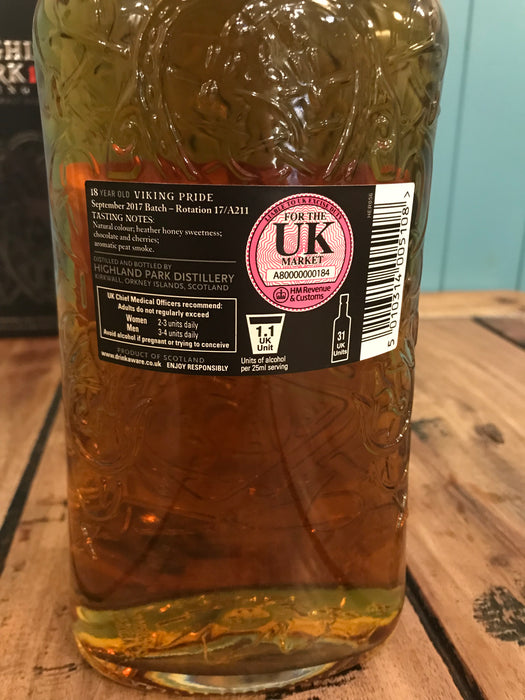 18 YEAR OLD VIKING PRIDE
September 2017 Batch – Rotation 17/A211
TASTING NOTES:
Natural colour; heather honey sweetness;
chocolate and cherries;
aromatic peat smoke.
DISTILLED AND BOTTLED BY
HIGHLAND PARK DISTILLERY
KIRKWALL, ORKNEY ISLANDS, SCOTLAND
UK Chief Medical Officers recommend:
Adults do not regularly exceed
Women 2-3 units daily
Men 3-4 units daily
Avoid alcohol if pregnant or trying to conceive
PRODUCT OF SCOTLAND
www.drinkaware.co.uk ENJOY RESPONSIBLY
LIABLE TO UK EXCISE DUTY
FOR THE
UK
MARKET
A80000000184
HM Revenue
& Customs
1.1
UK
Unit
Units of alcohol
per 25ml serving
31
UK
Units
5 010314 005108 >